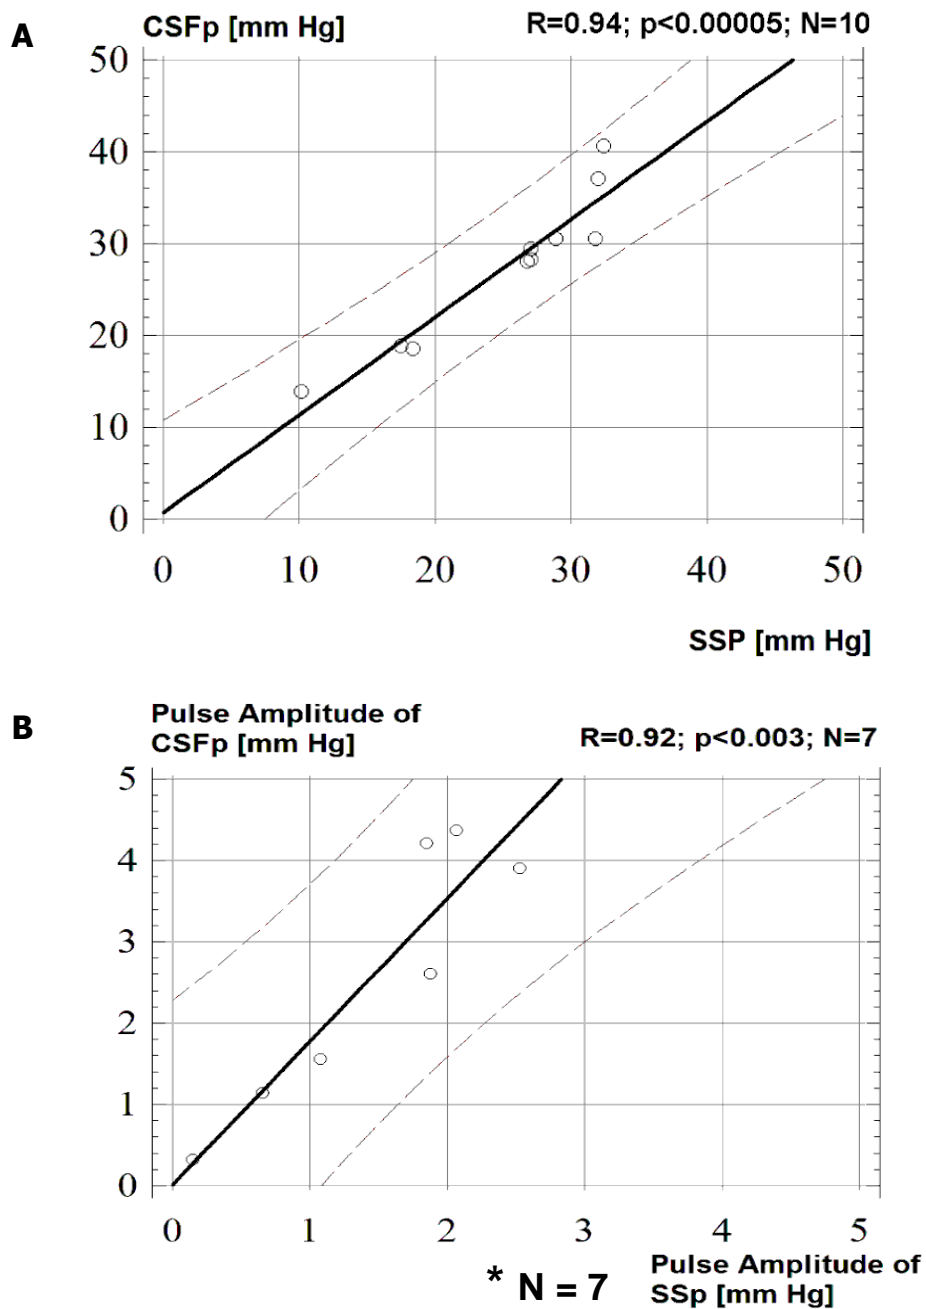 A
CSFp [mm Hg]
R=0.94; p<0.00005; N=10
50
40
30
20
10
0
0 10 20 30 40 50
SSP [mm Hg]
B
Pulse Amplitude of
CSFp [mm Hg]
R=0.92; p<0.003; N=7
5
4
3
2
1
0
0 1 2 3 4 5
* N = 7
Pulse Amplitude of
SSp [mm Hg]